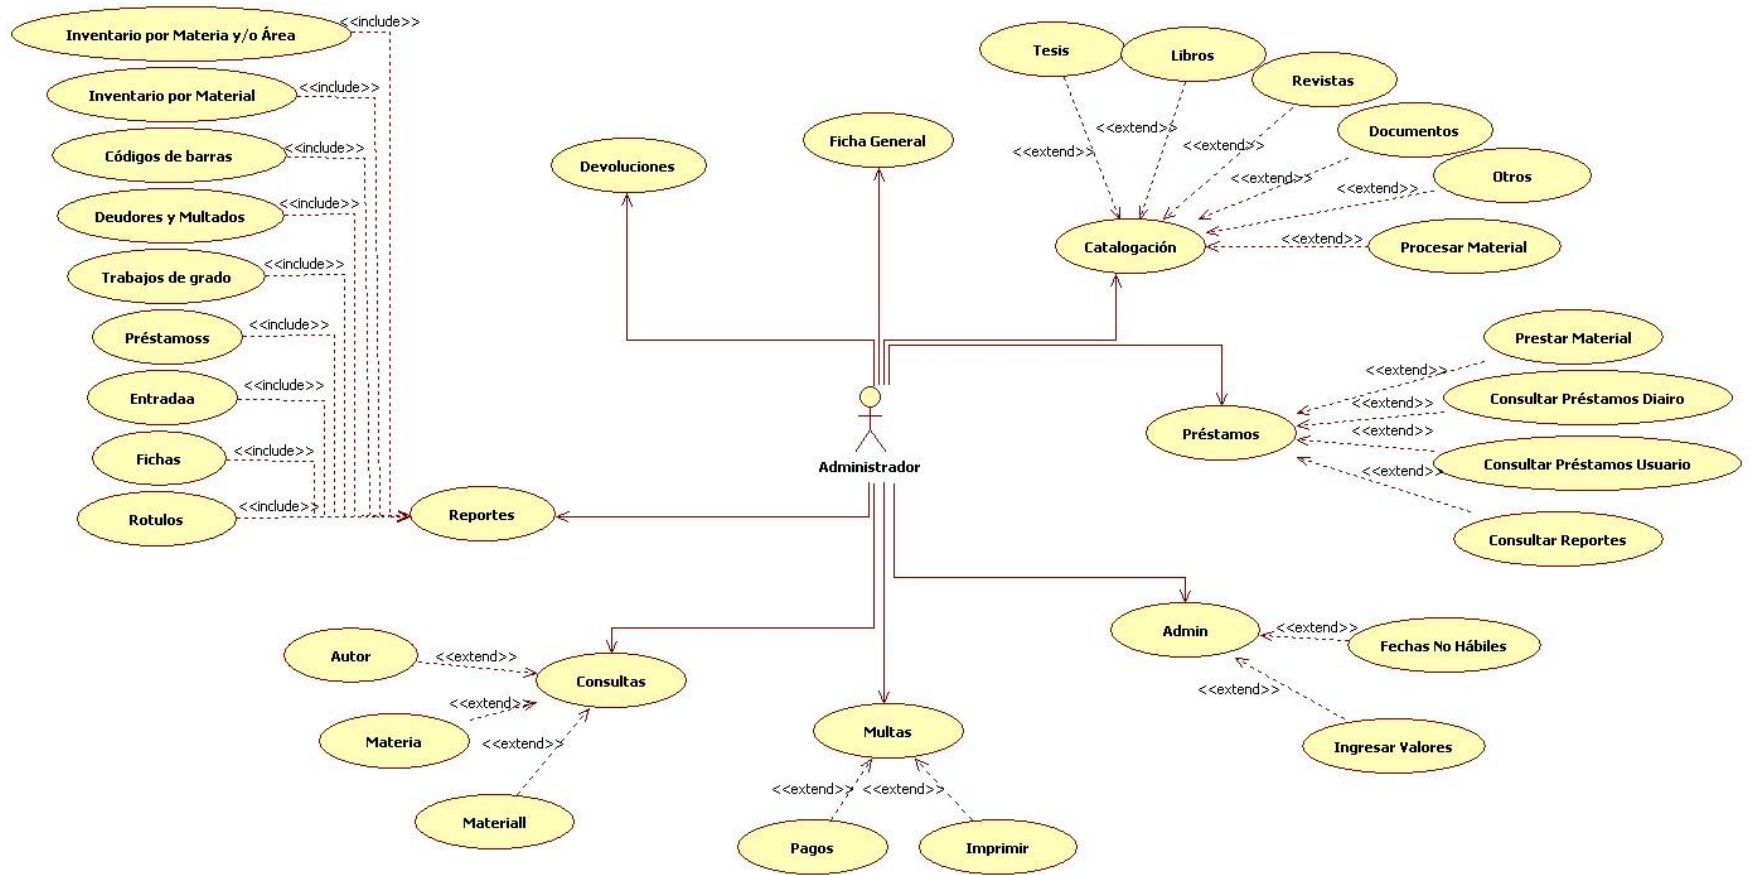 Inventario por Materia y/o Área
<<include>>
Inventario por Material
<<include>>
Códigos de barras
<<include>>
Deudores y Multados
<<include>>
Trabajos de grado
<<include>>
Préstamoss
<<include>>
Entradaa
<<include>>
Fichas
<<include>>
Rotulos
<<include>>
Reportes
Devoluciones
Ficha General
Tesis
Libros
Revistas
Documentos
Otros
Procesar Material
<<extend>>
<<extend>>
<<extend>>
<<extend>>
<<extend>>
<<extend>>
Catalogación
Administrador
Préstamos
Prestar Material
<<extend>>
Consultar Préstamos Diairo
<<extend>>
Consultar Préstamos Usuario
<<extend>>
Consultar Reportes
<<extend>>
Admin
<<extend>>
Fechas No Hábiles
<<extend>>
Ingresar Valores
Autor
<<extend>>
Consultas
Materia
<<extend>>
Materiall
<<extend>>
Multas
<<extend>>
<<extend>>
Pagos
Imprimir